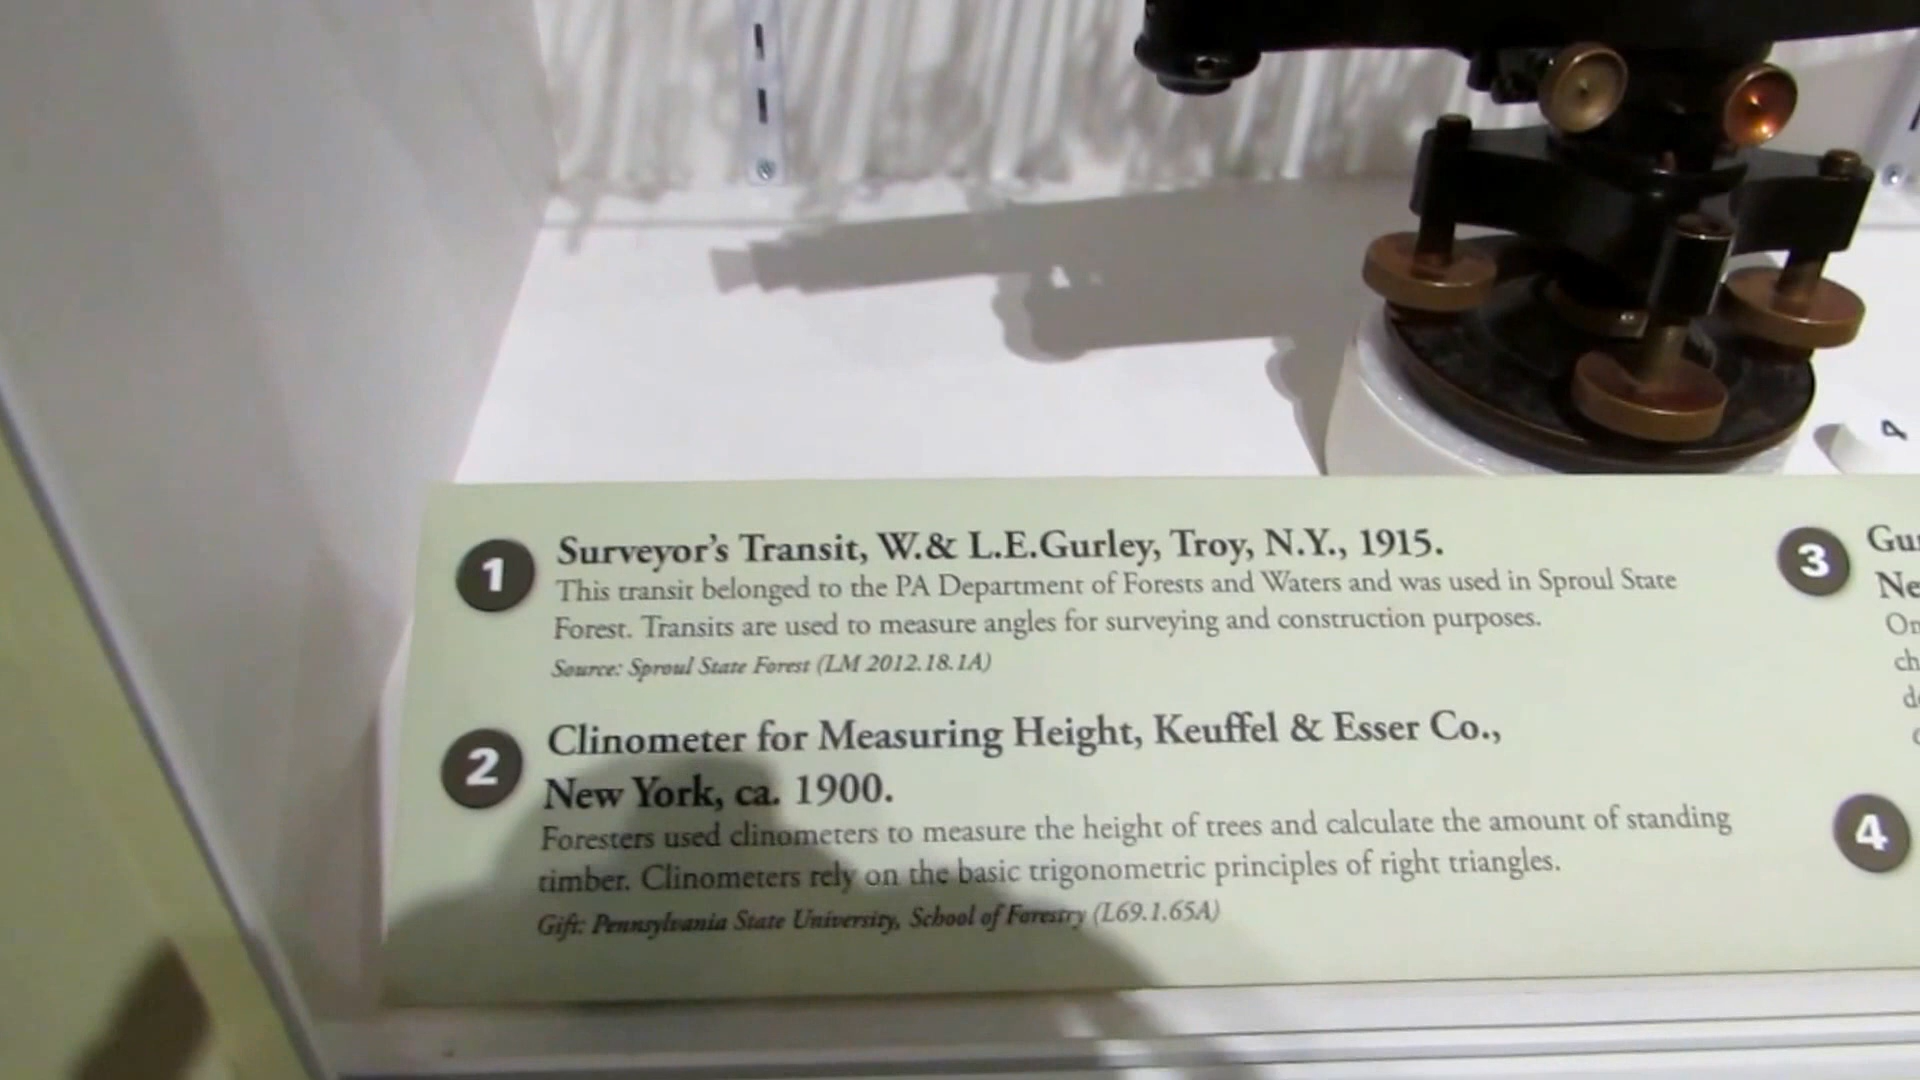 4
1
Surveyor's Transit, W.& L.E.Gurley, Troy, N.Y., 1915.
This transit belonged to the PA Department of Forests and Waters and was used in Sproul State
Forest. Transits are used to measure angles for surveying and construction purposes.
Source: Sproul State Forest (LM 2012.18.1A)
2
Clinometer for Measuring Height, Keuffel & Esser Co.,
New York, ca. 1900.
Foresters used clinometers to measure the height of trees and calculate the amount of standing
timber. Clinometers rely on the basic trigonometric principles of right triangles.
Gift: Pennsylvania State University, School of Forestry (L69.1.65A)
3
4